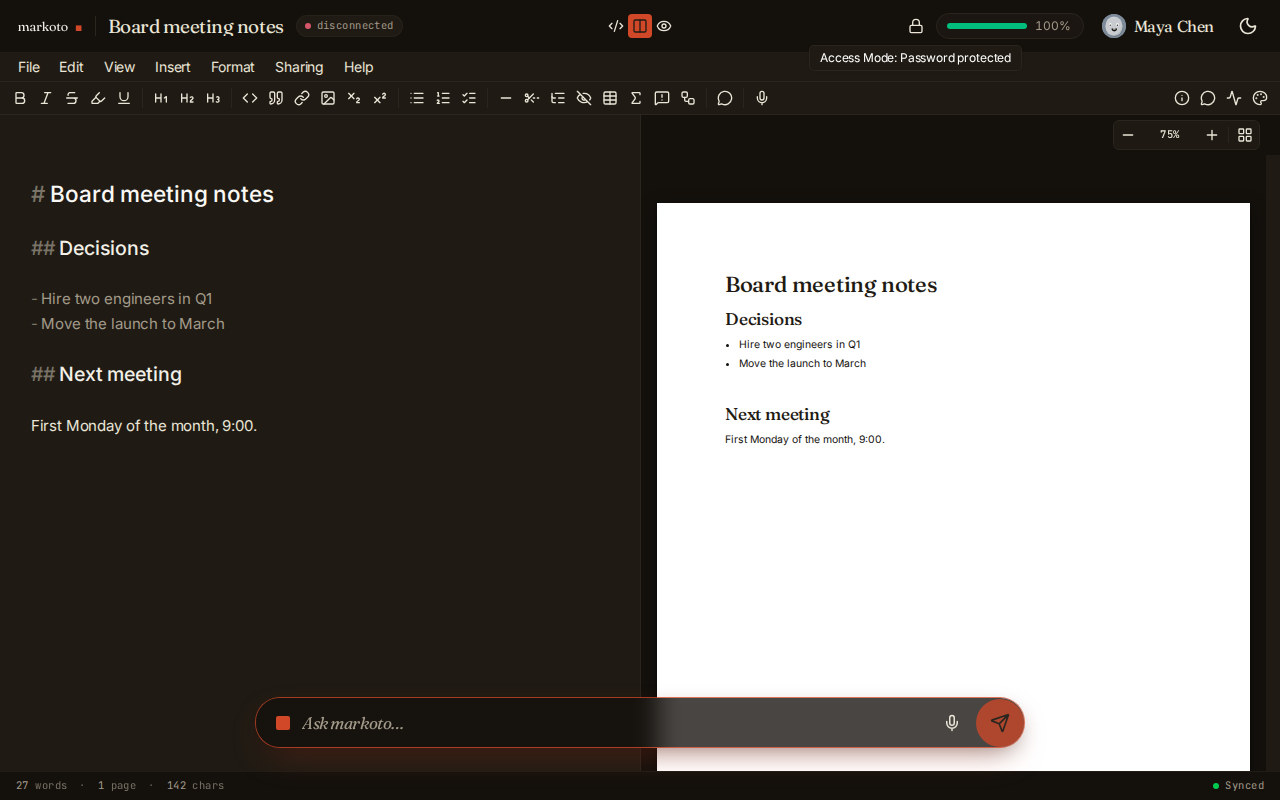 markoto
Board meeting notes
disconnected
100%
Maya Chen
Access Mode: Password protected
File Edit View Insert Format Sharing Help
H1 H2 H3
75%
# Board meeting notes
## Decisions
- Hire two engineers in Q1
- Move the launch to March
## Next meeting
First Monday of the month, 9:00.
Board meeting notes
Decisions
• Hire two engineers in Q1
• Move the launch to March
Next meeting
First Monday of the month, 9:00.
Ask markoto...
27 words · 1 page · 142 chars
Synced